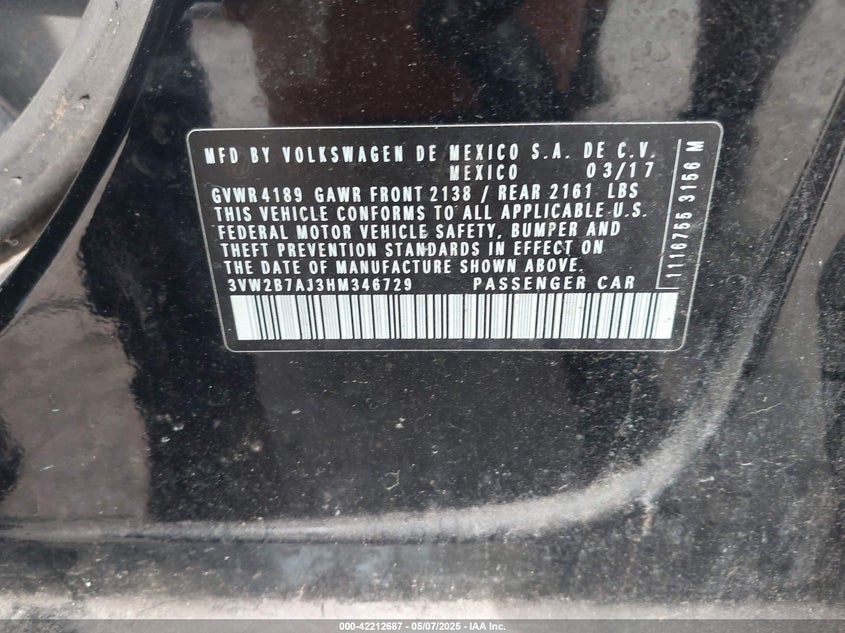 MFD BY VOLKSWAGEN DE MEXICO S.A. DE C.V.
MEXICO 03/17
GVWR 4189 GAWR FRONT 2138 / REAR 2161 LBS
THIS VEHICLE CONFORMS TO ALL APPLICABLE U.S.
FEDERAL MOTOR VEHICLE SAFETY, BUMPER AND
THEFT PREVENTION STANDARDS IN EFFECT ON
THE DATE OF MANUFACTURE SHOWN ABOVE.
3VW2B7AJ3HM346729 PASSENGER CAR
1116755 3156 M
000-42212687 - 05/07/2025 - IAA Inc.